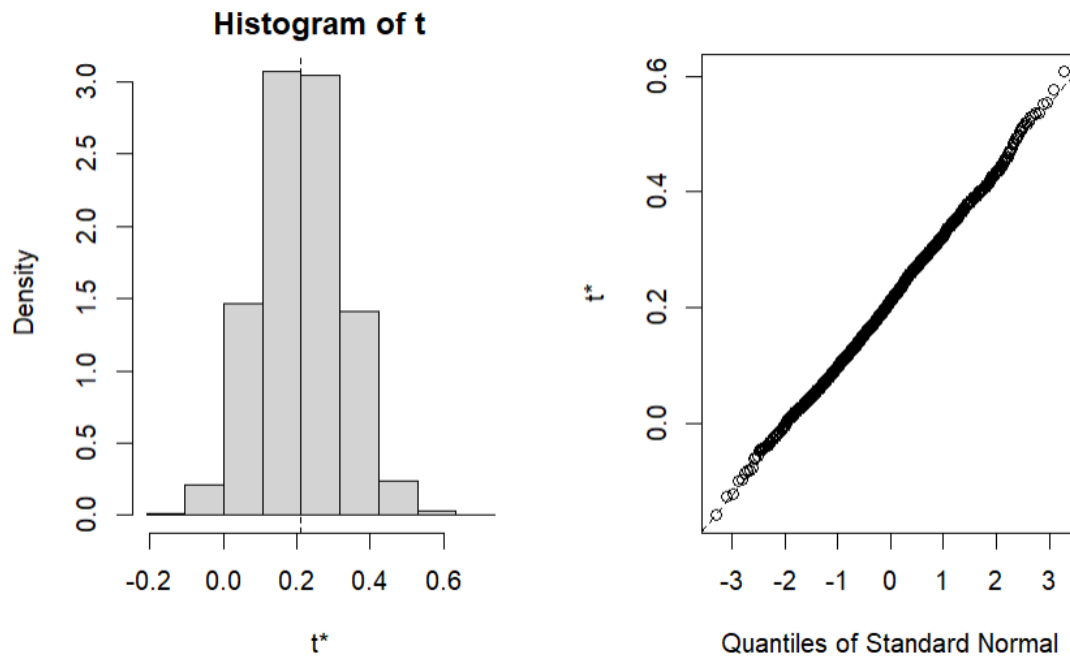 Histogram of t
Density
0.0 0.5 1.0 1.5 2.0 2.5 3.0
-0.2 0.0 0.2 0.4 0.6
t*
t*
0.0 0.2 0.4 0.6
-3 -2 -1 0 1 2 3
Quantiles of Standard Normal